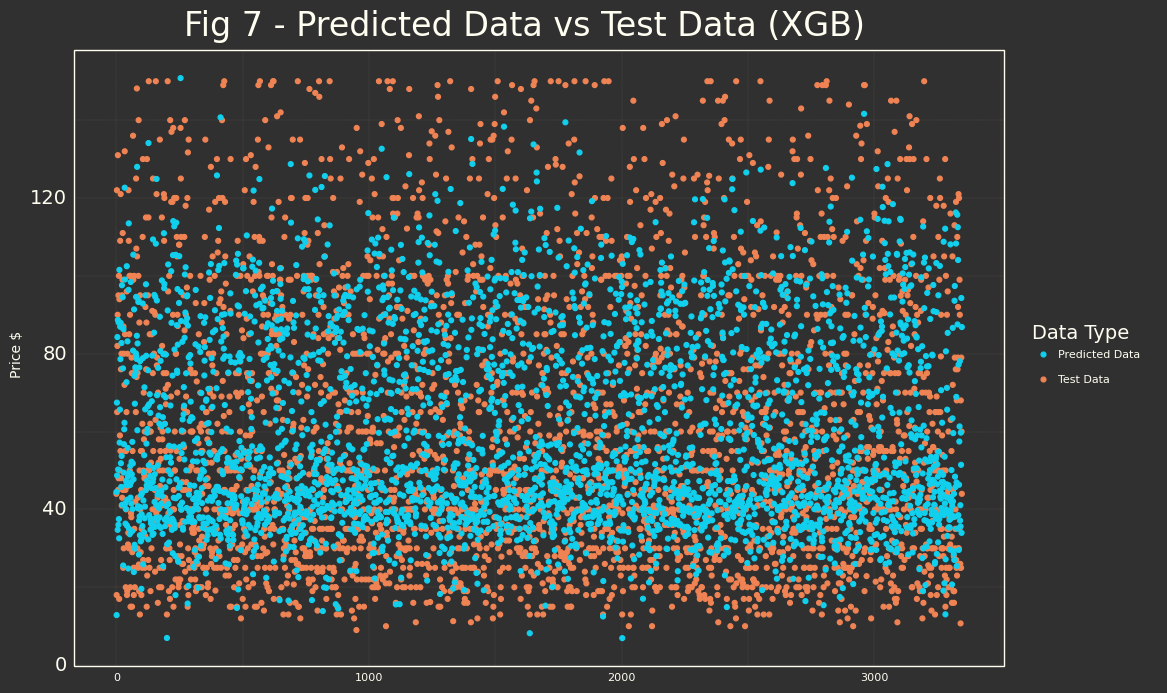 Fig 7 - Predicted Data vs Test Data (XGB)
120
80
40
0
Price $
0 1000 2000 3000
Data Type
Predicted Data
Test Data